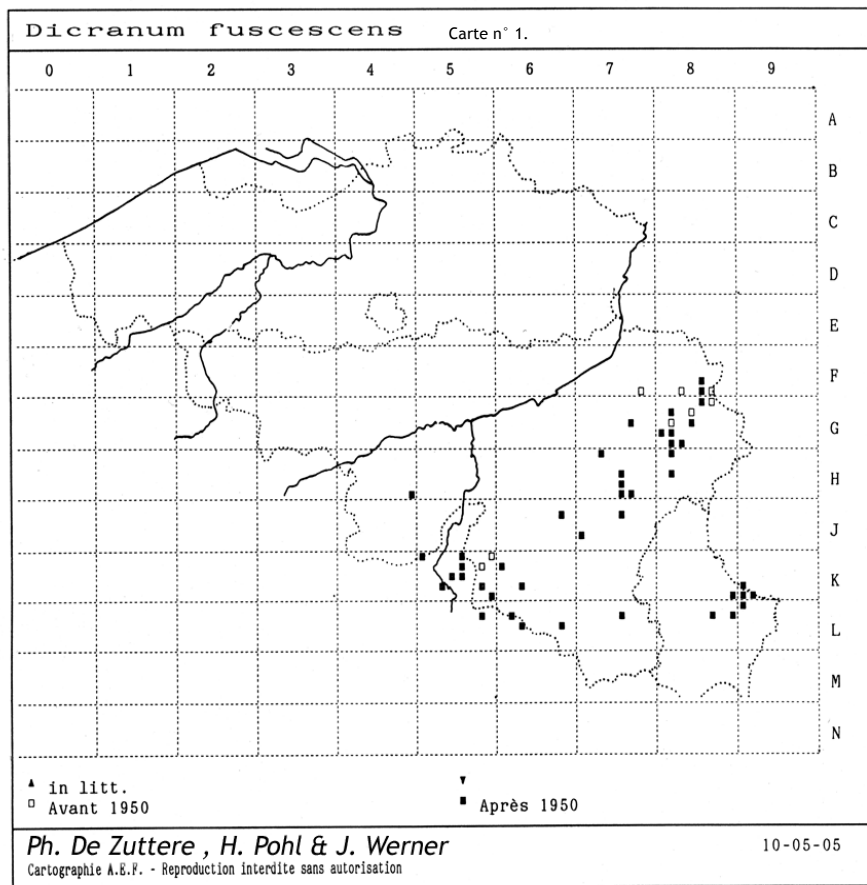 Dicranum fuscescens Carte n° 1.
0 1 2 3 4 5 6 7 8 9
A
B
C
D
E
F
G
H
J
K
L
M
N
▲ in litt. ▼
□ Avant 1950 ■ Après 1950
Ph. De Zuttere , H. Pohl & J. Werner 10-05-05
Cartographie A.E.F. - Reproduction interdite sans autorisation